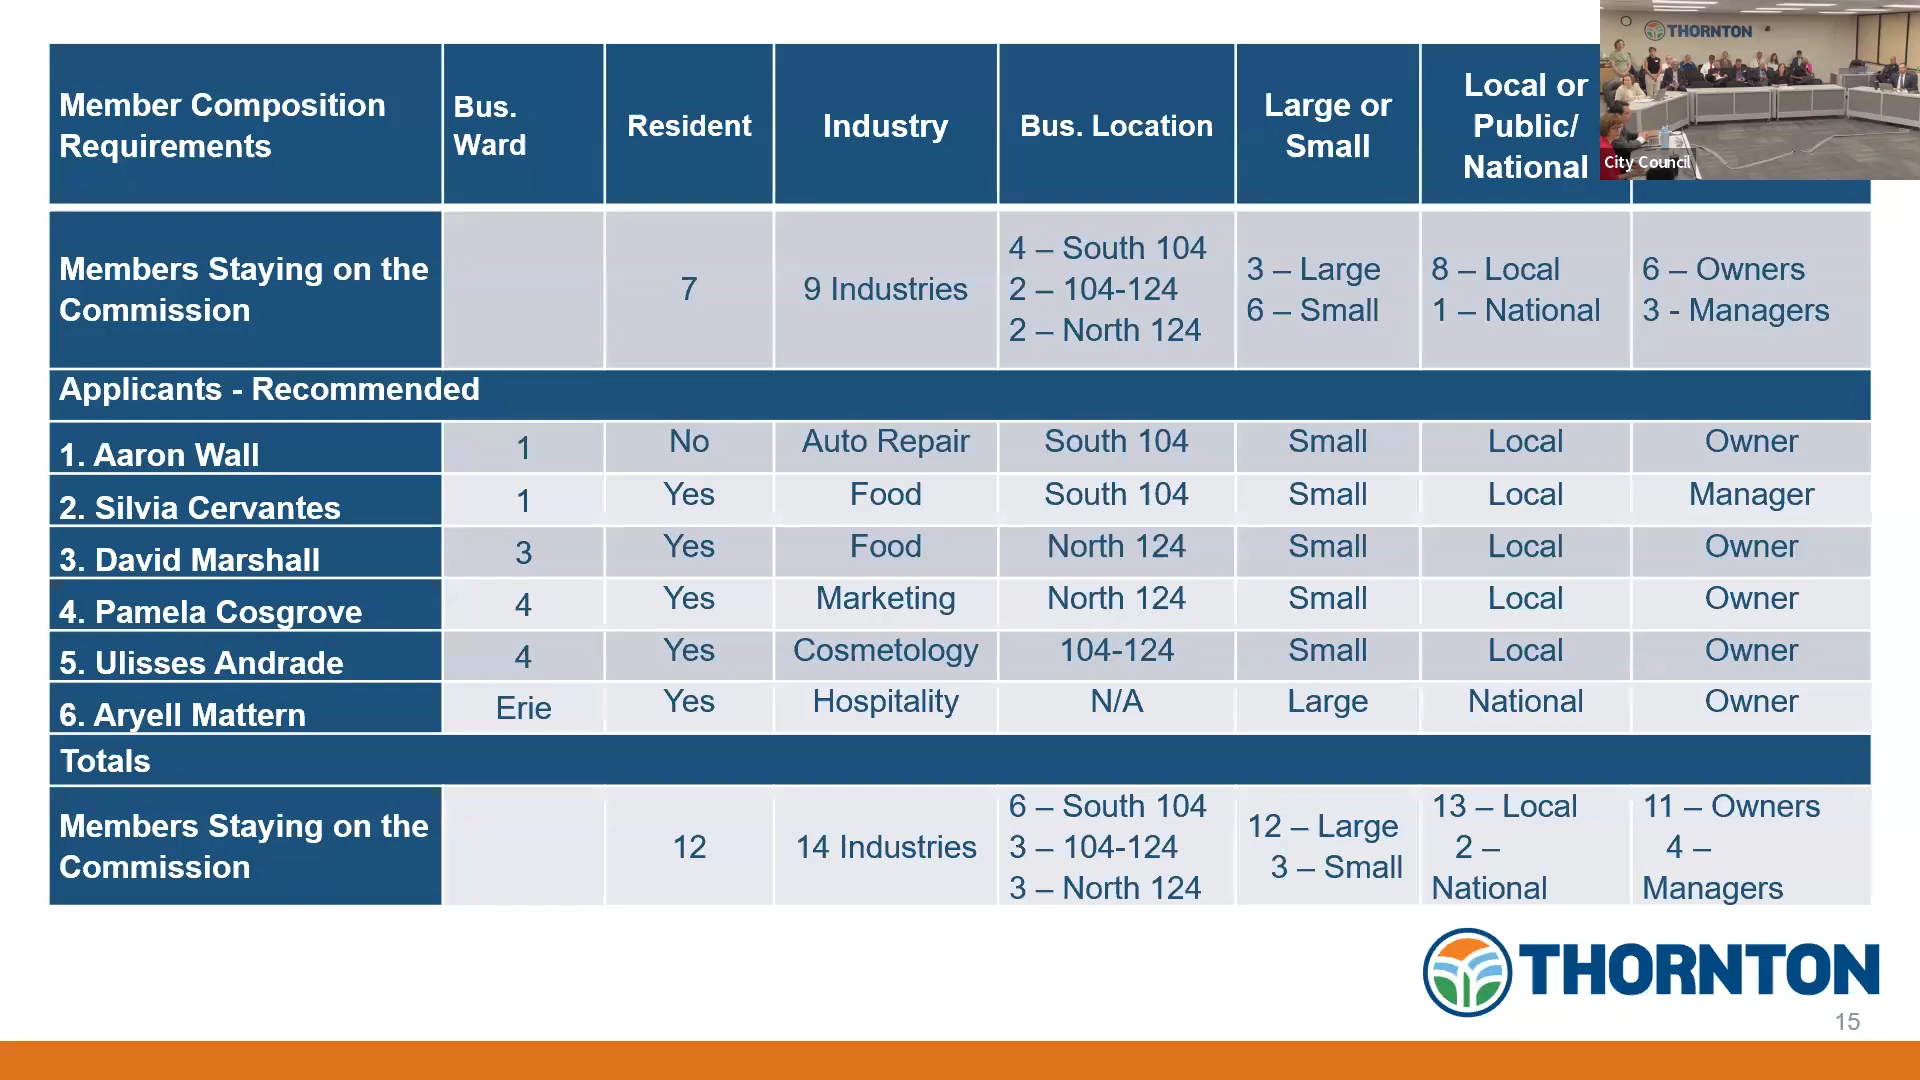 Member Composition
Requirements
Bus.
Ward
Resident
Industry
Bus. Location
Large or
Small
Local or
Public/
National
THORNTON
City Council
Members Staying on the
Commission
7
9 Industries
4 – South 104
2 – 104-124
2 – North 124
3 – Large
6 – Small
8 – Local
1 – National
6 – Owners
3 - Managers
Applicants - Recommended
1. Aaron Wall 1 No Auto Repair South 104 Small Local Owner
2. Silvia Cervantes 1 Yes Food South 104 Small Local Manager
3. David Marshall 3 Yes Food North 124 Small Local Owner
4. Pamela Cosgrove 4 Yes Marketing North 124 Small Local Owner
5. Ulisses Andrade 4 Yes Cosmetology 104-124 Small Local Owner
6. Aryell Mattern Erie Yes Hospitality N/A Large National Owner
Totals
Members Staying on the
Commission
12
14 Industries
6 – South 104
3 – 104-124
3 – North 124
12 – Large
3 – Small
13 – Local
2 –
National
11 – Owners
4 –
Managers
THORNTON
15